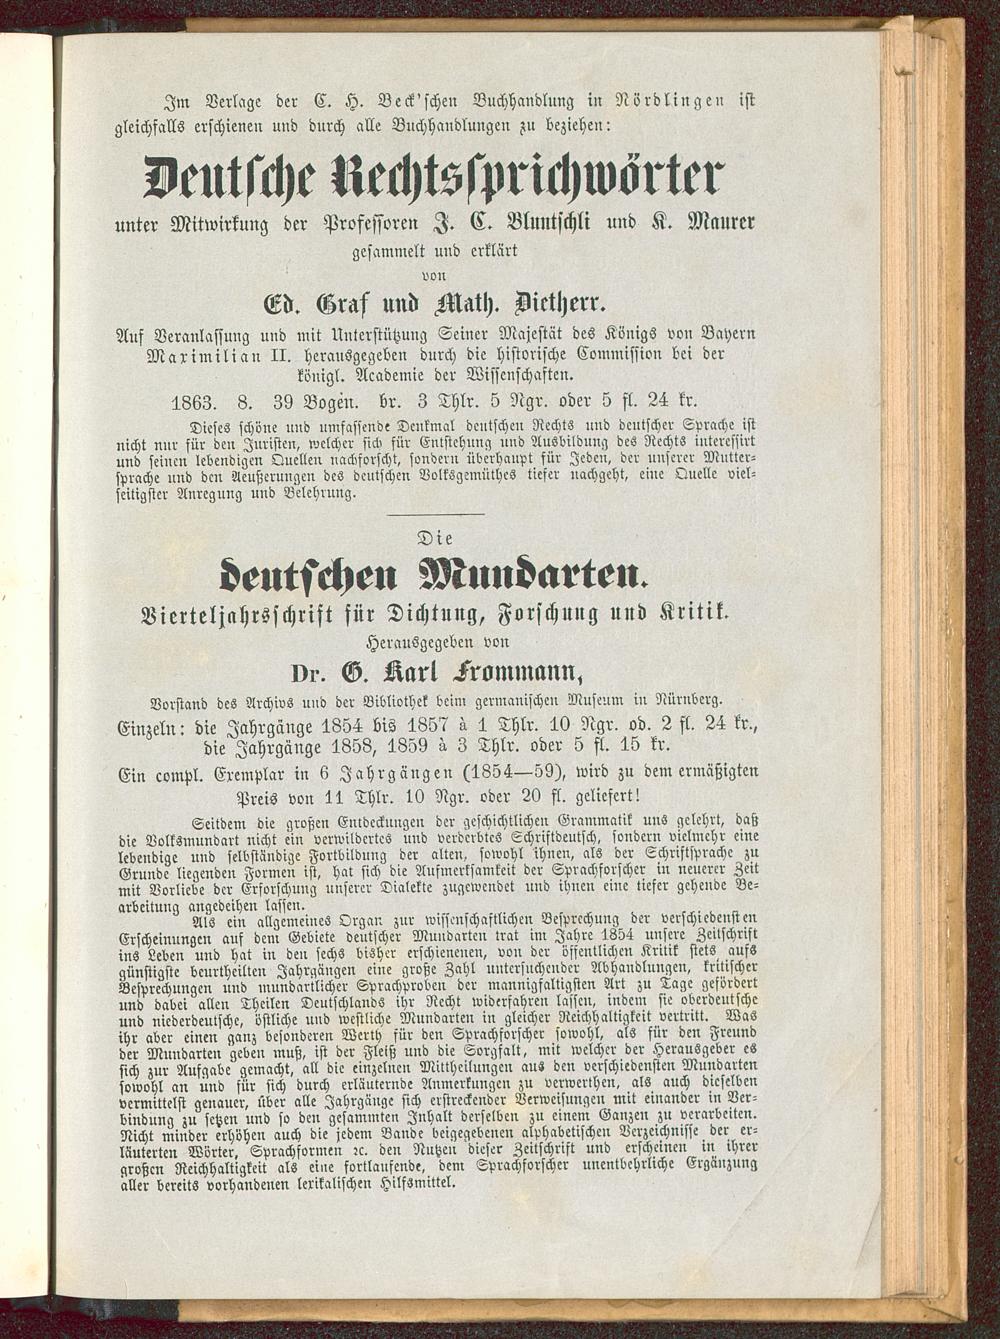 Im Verlage der C. H. Beck'schen Buchhandlung in Nördlingen ist
gleichfalls erschienen und durch alle Buchhandlungen zu beziehen:
Deutsche Rechtssprichwörter
unter Mitwirkung der Professoren J. C. Bluntschli und K. Maurer
gesammelt und erklärt
von
Ed. Graf und Math. Dietherr.
Auf Veranlassung und mit Unterstützung Seiner Majestät des Königs von Bayern
Maximilian II. herausgegeben durch die historische Commission bei der
königl. Academie der Wissenschaften.
1863. 8. 39 Bogen. br. 3 Thlr. 5 Ngr. oder 5 fl. 24 kr.
Dieses schöne und umfassende Denkmal deutschen Rechts und deutscher Sprache ist
nicht nur für den Juristen, welcher sich für Entstehung und Ausbildung des Rechts interessirt
und seinen lebendigen Quellen nachforscht, sondern überhaupt für Jeden, der unserer Mutter-
sprache und den Aeußerungen des deutschen Volksgemüthes tiefer nachgeht, eine Quelle viel-
seitigster Anregung und Belehrung.
Die
deutschen Mundarten.
Vierteljahrsschrift für Dichtung, Forschung und Kritik.
Herausgegeben von
Dr. G. Karl Frommann,
Vorstand des Archivs und der Bibliothek beim germanischen Museum in Nürnberg.
Einzeln: die Jahrgänge 1854 bis 1857 à 1 Thlr. 10 Ngr. od. 2 fl. 24 kr.,
die Jahrgänge 1858, 1859 à 3 Thlr. oder 5 fl. 15 kr.
Ein compl. Exemplar in 6 Jahrgängen (1854—59), wird zu dem ermäßigten
Preis von 11 Thlr. 10 Ngr. oder 20 fl. geliefert!
Seitdem die großen Entdeckungen der geschichtlichen Grammatik uns gelehrt, daß
die Volksmundart nicht ein verwildertes und verderbtes Schriftdeutsch, sondern vielmehr eine
lebendige und selbständige Fortbildung der alten, sowohl ihnen, als der Schriftsprache zu
Grunde liegenden Formen ist, hat sich die Aufmerksamkeit der Sprachforscher in neuerer Zeit
mit Vorliebe der Erforschung unserer Dialekte zugewendet und ihnen eine tiefer gehende Be-
arbeitung angedeihen lassen.
Als ein allgemeines Organ zur wissenschaftlichen Besprechung der verschiedensten
Erscheinungen auf dem Gebiete deutscher Mundarten trat im Jahre 1854 unsere Zeitschrift
ins Leben und hat in den sechs bisher erschienenen, von der öffentlichen Kritik stets aufs
günstigste beurtheilten Jahrgängen eine große Zahl untersuchender Abhandlungen, kritischer
Besprechungen und mundartlicher Sprachproben der mannigfaltigsten Art zu Tage gefördert
und dabei allen Theilen Deutschlands ihr Recht widerfahren lassen, indem sie oberdeutsche
und niederdeutsche, östliche und westliche Mundarten in gleicher Reichhaltigkeit vertritt. Was
ihr aber einen ganz besonderen Werth für den Sprachforscher sowohl, als für den Freund
der Mundarten geben muß, ist der Fleiß und die Sorgfalt, mit welcher der Herausgeber es
sich zur Aufgabe gemacht, all die einzelnen Mittheilungen aus den verschiedensten Mundarten
sowohl an und für sich durch erläuternde Anmerkungen zu verwerthen, als auch dieselben
vermittelst genauer, über alle Jahrgänge sich erstreckender Verweisungen mit einander in Ver-
bindung zu setzen und so den gesammten Inhalt derselben zu einem Ganzen zu verarbeiten.
Nicht minder erhöhen auch die jedem Bande beigegebenen alphabetischen Verzeichnisse der er-
läuterten Wörter, Sprachformen ꝛc. den Nutzen dieser Zeitschrift und erscheinen in ihrer
großen Reichhaltigkeit als eine fortlaufende, dem Sprachforscher unentbehrliche Ergänzung
aller bereits vorhandenen lexikalischen Hilfsmittel.